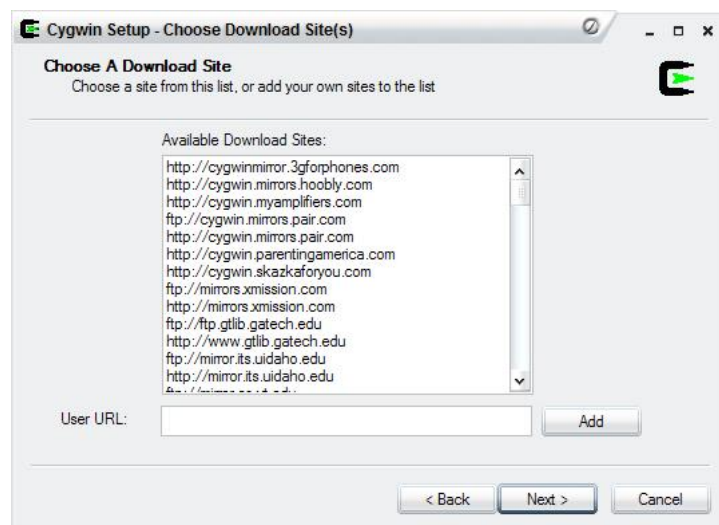 Cygwin Setup - Choose Download Site(s)
Choose A Download Site
Choose a site from this list, or add your own sites to the list
Available Download Sites:
http://cygwinmirror.3gforphones.com
http://cygwin.mirrors.hoobly.com
http://cygwin.myamplifiers.com
ftp://cygwin.mirrors.pair.com
http://cygwin.mirrors.pair.com
http://cygwin.parentingamerica.com
http://cygwin.skazkaforyou.com
ftp://mirrors.xmission.com
http://mirrors.xmission.com
ftp://ftp.gtlib.gatech.edu
http://www.gtlib.gatech.edu
ftp://mirror.its.uidaho.edu
http://mirror.its.uidaho.edu
User URL:
Add
< Back
Next >
Cancel